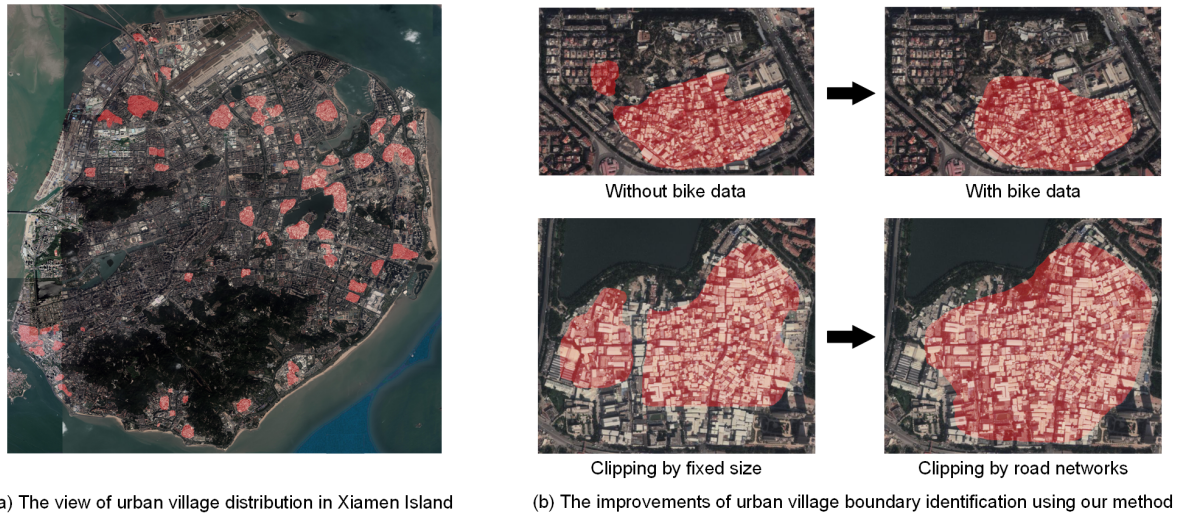 Without bike data
With bike data
Clipping by fixed size
Clipping by road networks
a) The view of urban village distribution in Xiamen Island
(b) The improvements of urban village boundary identification using our method